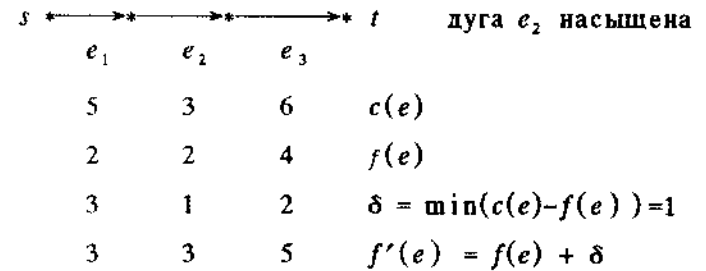 s t дуга e₂ насыщена
e₁ e₂ e₃
5 3 6 c(e)
2 2 4 f(e)
3 1 2 δ = min(c(e)-f(e) )=1
3 3 5 f′(e) = f(e) + δ